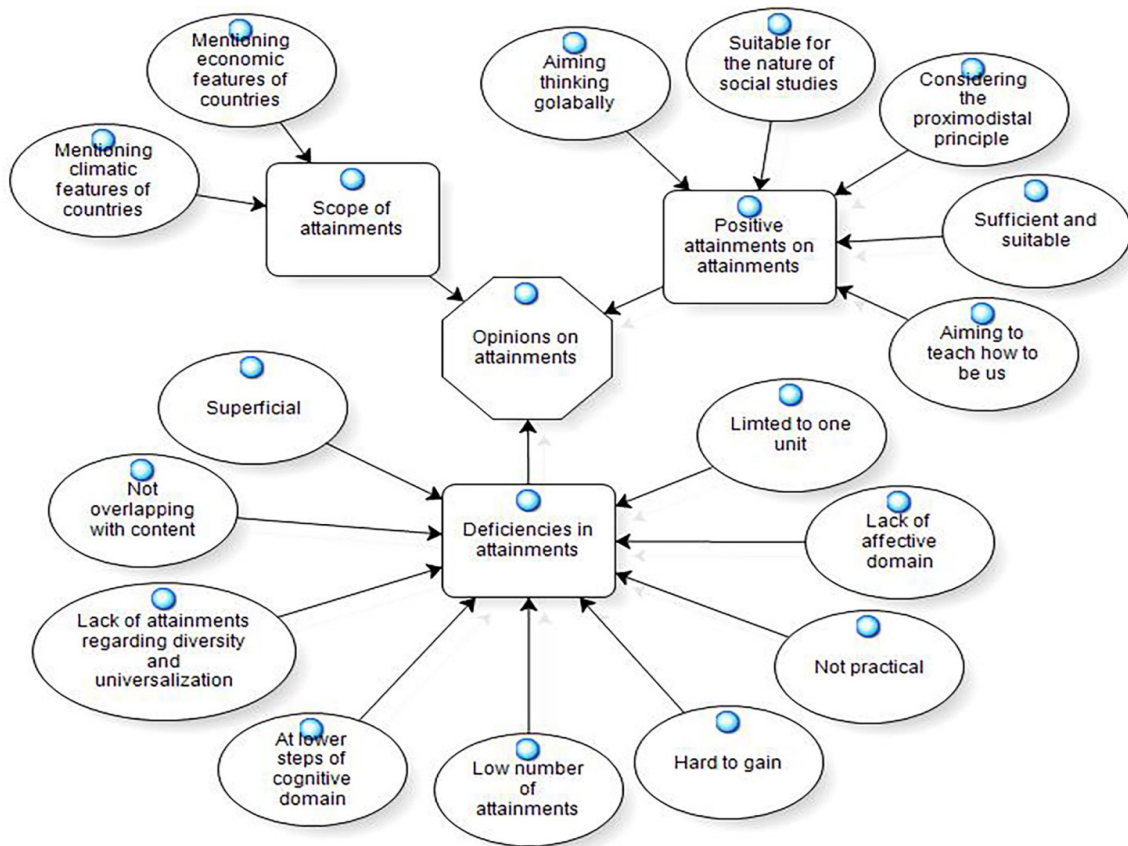 Mentioning
economic
features of
countries
Mentioning
climatic
features of
countries
Scope of
attainments
Aiming
thinking
golabally
Suitable for
the nature of
social studies
Considering
the
proximodistal
principle
Positive
attainments on
attainments
Sufficient and
suitable
Aiming to
teach how to
be us
Opinions on
attainments
Superficial
Limted to one
unit
Not
overlapping
with content
Deficiencies in
attainments
Lack of
affective
domain
Lack of attainments
regarding diversity
and
universalization
Not practical
At lower
steps of
cognitive
domain
Low number
of
attainments
Hard to gain